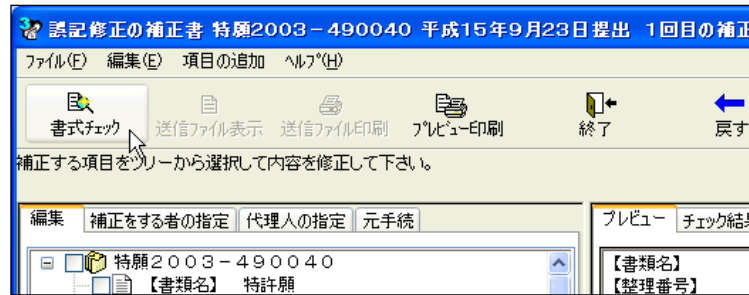 誤記修正の補正書 特願2003-490040 平成15年9月23日提出 1回目の補正
ファイル(F) 編集(E) 項目の追加 ヘルプ(H)
書式チェック 送信ファイル表示 送信ファイル印刷 プレビュー印刷 終了 戻す
補正する項目をツリーから選択して内容を修正して下さい。
編集 補正をする者の指定 代理人の指定 元手続 プレビュー チェック結果
特願2003-490040 【書類名】
【書類名】 特許願 【整理番号】